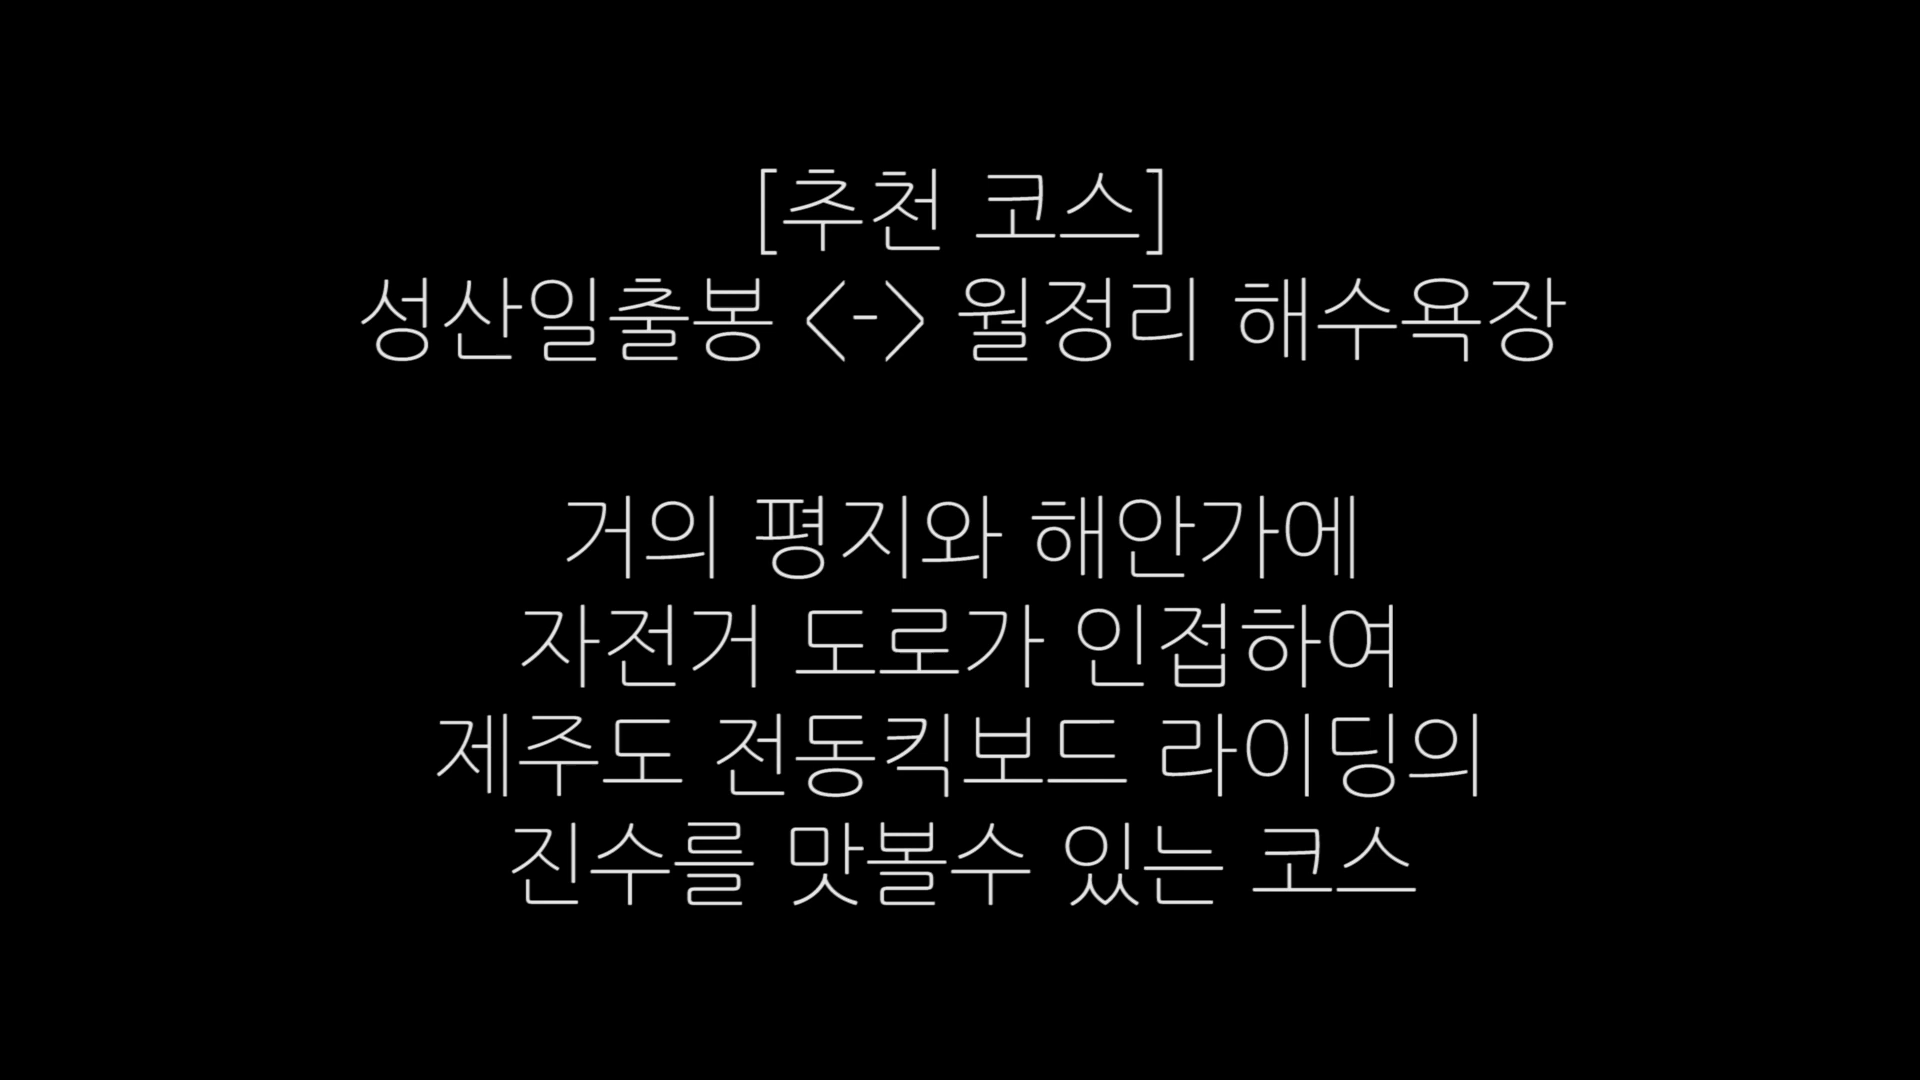 [추천 코스]
성산일출봉 <-> 월정리 해수욕장
거의 평지와 해안가에
자전거 도로가 인접하여
제주도 전동킥보드 라이딩의
진수를 맛볼수 있는 코스